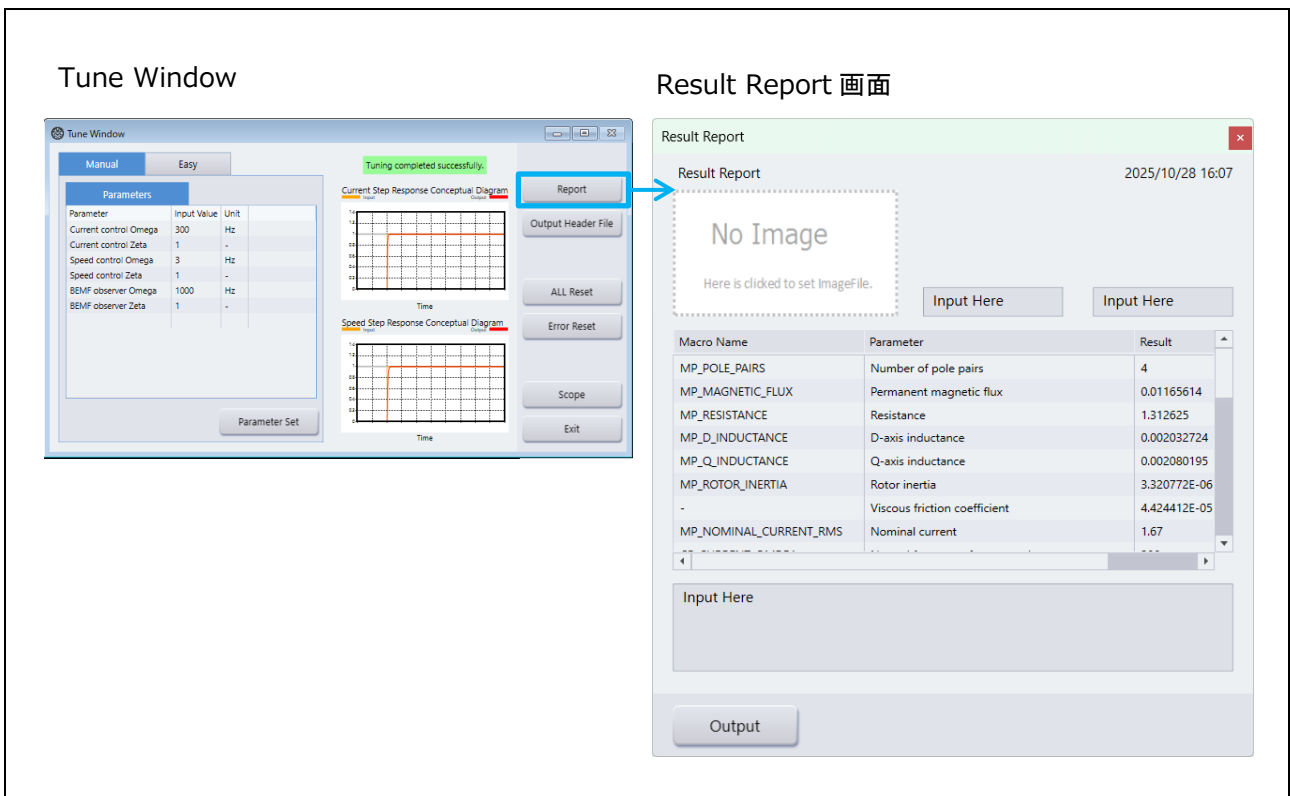 Tune Window
Result Report 画面
Tune Window
Manual Easy
Parameters
Parameter Input Value Unit
Current control Omega 300 Hz
Current control Zeta 1 -
Speed control Omega 3 Hz
Speed control Zeta 1 -
BEMF observer Omega 1000 Hz
BEMF observer Zeta 1 -
Parameter Set
Tuning completed successfully.
Current Step Response Conceptual Diagram
Input Output
Time
Speed Step Response Conceptual Diagram
Input Output
Time
Report
Output Header File
ALL Reset
Error Reset
Scope
Exit
Result Report
Result Report 2025/10/28 16:07
No Image
Here is clicked to set ImageFile.
Input Here Input Here
Macro Name Parameter Result
MP_POLE_PAIRS Number of pole pairs 4
MP_MAGNETIC_FLUX Permanent magnetic flux 0.01165614
MP_RESISTANCE Resistance 1.312625
MP_D_INDUCTANCE D-axis inductance 0.002032724
MP_Q_INDUCTANCE Q-axis inductance 0.002080195
MP_ROTOR_INERTIA Rotor inertia 3.320772E-06
- Viscous friction coefficient 4.424412E-05
MP_NOMINAL_CURRENT_RMS Nominal current 1.67
Input Here
Output